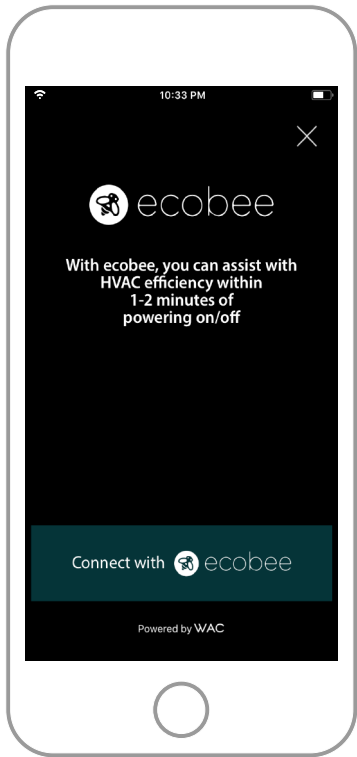 10:33 PM
ecobee
With ecobee, you can assist with
HVAC efficiency within
1-2 minutes of
powering on/off
Connect with ecobee
Powered by WAC